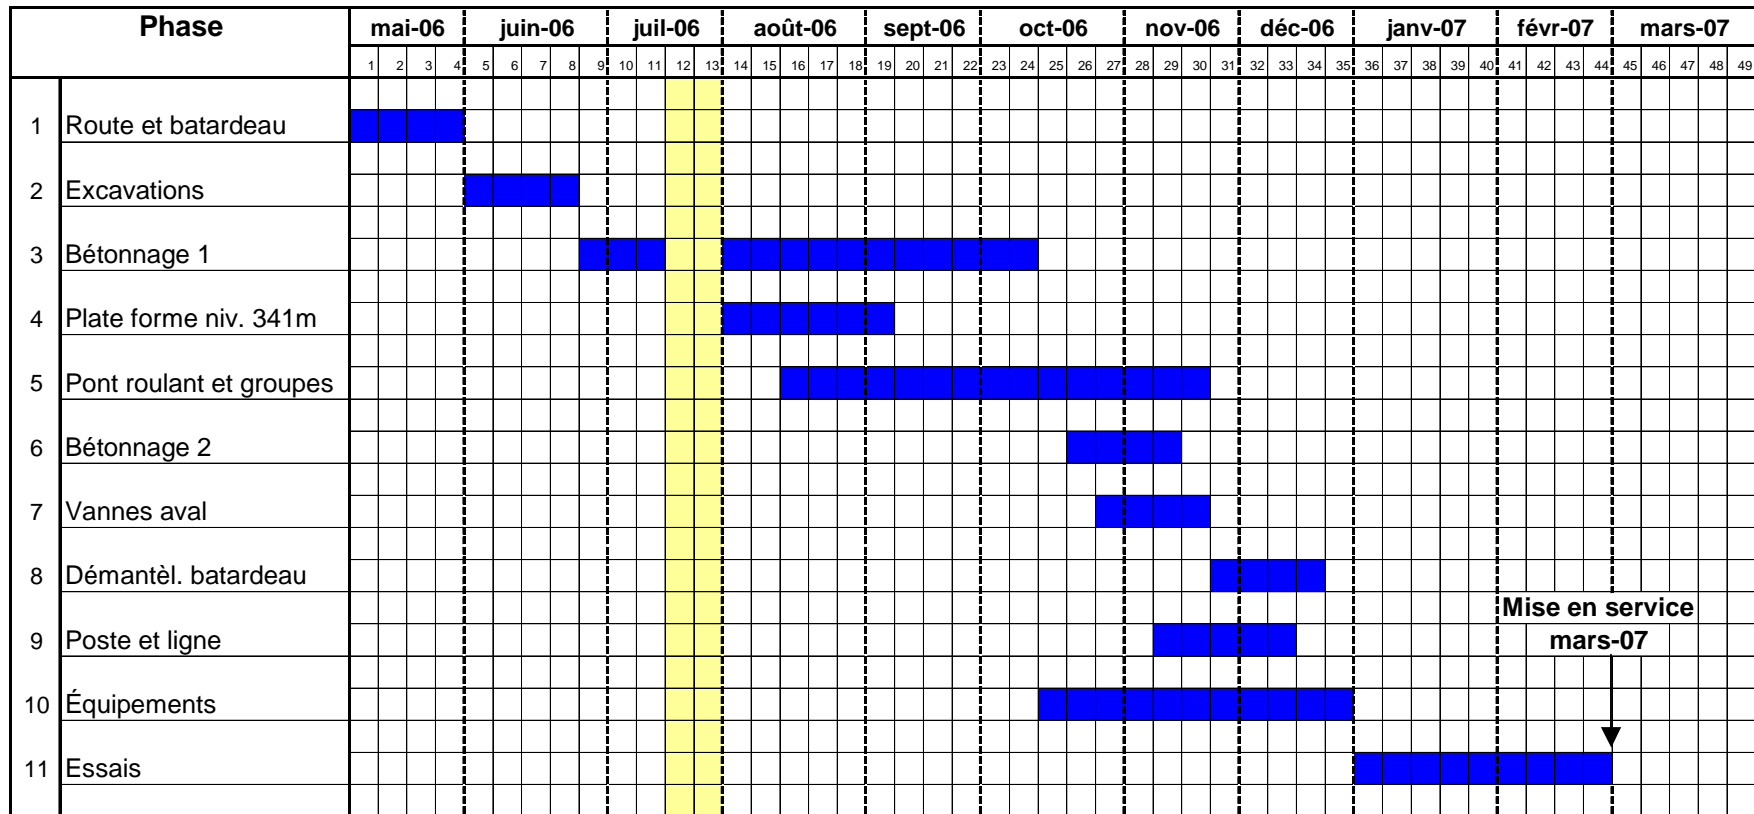 Phase mai-06 juin-06 juil-06 août-06 sept-06 oct-06 nov-06 déc-06 janv-07 févr-07 mars-07
1 2 3 4 5 6 7 8 9 10 11 12 13 14 15 16 17 18 19 20 21 22 23 24 25 26 27 28 29 30 31 32 33 34 35 36 37 38 39 40 41 42 43 44 45 46 47 48 49
1 Route et batardeau
2 Excavations
3 Bétonnage 1
4 Plate forme niv. 341m
5 Pont roulant et groupes
6 Bétonnage 2
7 Vannes aval
8 Démantèl. batardeau
Mise en service
9 Poste et ligne mars-07
10 Équipements
11 Essais